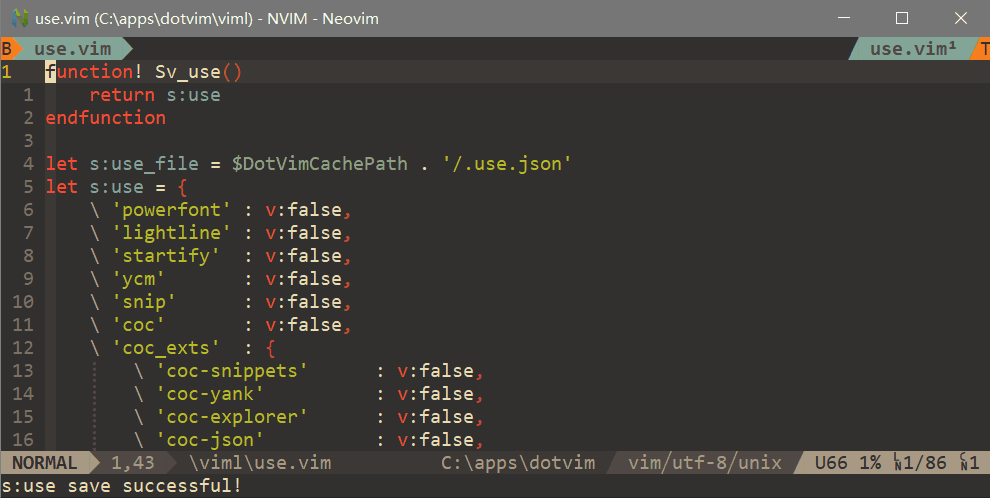 use.vim (C:\apps\dotvim\viml) - NVIM - Neovim
B use.vim use.vim¹ T
1 function! Sv_use()
1 return s:use
2 endfunction
3
4 let s:use_file = $DotVimCachePath . '/.use.json'
5 let s:use = {
6 \ 'powerfont' : v:false,
7 \ 'lightline' : v:false,
8 \ 'startify' : v:false,
9 \ 'ycm' : v:false,
10 \ 'snip' : v:false,
11 \ 'coc' : v:false,
12 \ 'coc_exts' : {
13 \ 'coc-snippets' : v:false,
14 \ 'coc-yank' : v:false,
15 \ 'coc-explorer' : v:false,
16 \ 'coc-json' : v:false,
NORMAL 1,43 \viml\use.vim C:\apps\dotvim vim/utf-8/unix U66 1% ␊1/86 ␤1
s:use save successful!